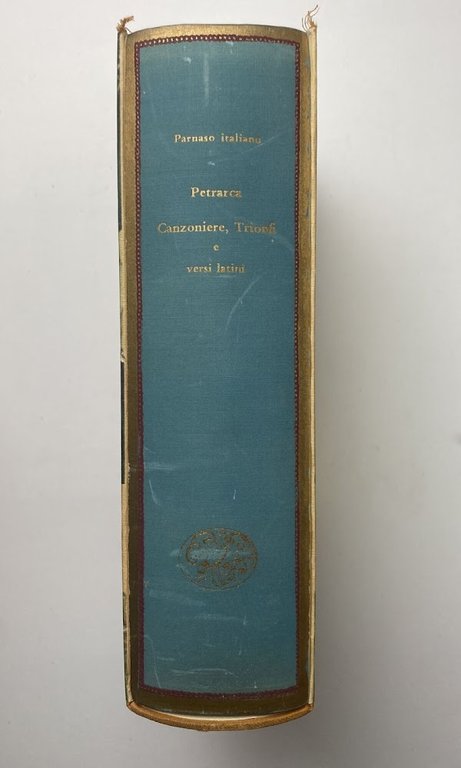 Parnaso italiano
Petrarca
Canzoniere, Trionfi
e
versi latini